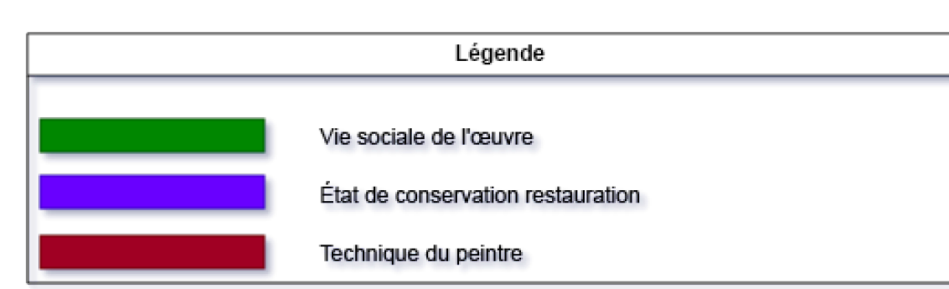 Légende
Vie sociale de l'œuvre
État de conservation restauration
Technique du peintre